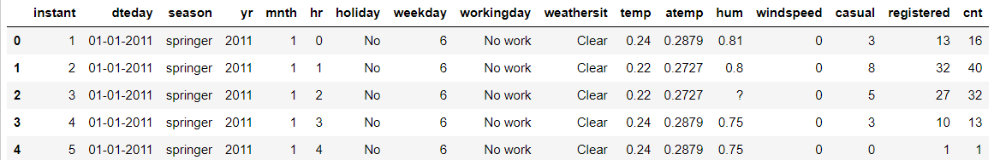 instant dteday season yr mnth hr holiday weekday workingday weathersit temp atemp hum windspeed casual registered cnt
0 1 01-01-2011 springer 2011 1 0 No 6 No work Clear 0.24 0.2879 0.81 0 3 13 16
1 2 01-01-2011 springer 2011 1 1 No 6 No work Clear 0.22 0.2727 0.8 0 8 32 40
2 3 01-01-2011 springer 2011 1 2 No 6 No work Clear 0.22 0.2727 ? 0 5 27 32
3 4 01-01-2011 springer 2011 1 3 No 6 No work Clear 0.24 0.2879 0.75 0 3 10 13
4 5 01-01-2011 springer 2011 1 4 No 6 No work Clear 0.24 0.2879 0.75 0 0 1 1